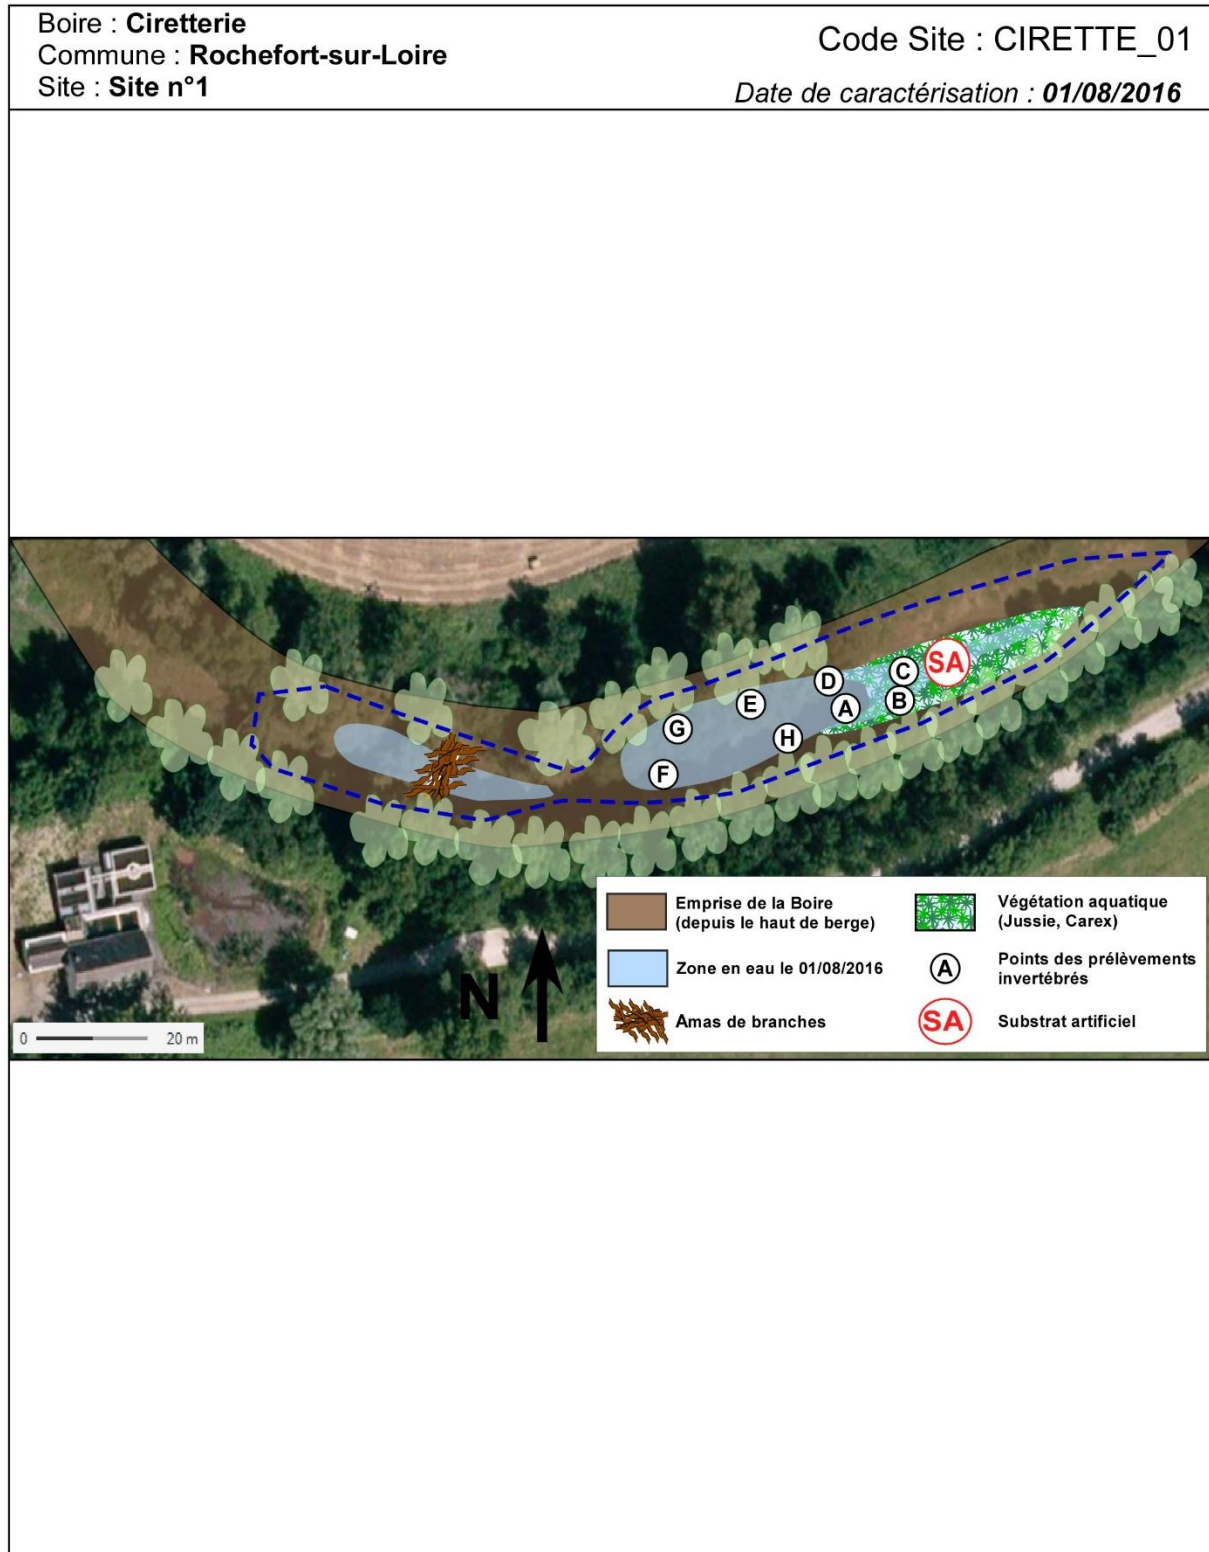 Boire : Ciretterie
Commune : Rochefort-sur-Loire
Site : Site n°1
Code Site : CIRETTE_01
Date de caractérisation : 01/08/2016
SA
C
D
B
A
E
G
H
F
Emprise de la Boire
(depuis le haut de berge)
Zone en eau le 01/08/2016
Amas de branches
Végétation aquatique
(Jussie, Carex)
A
Points des prélèvements
invertébrés
SA
Substrat artificiel
N
0 20 m